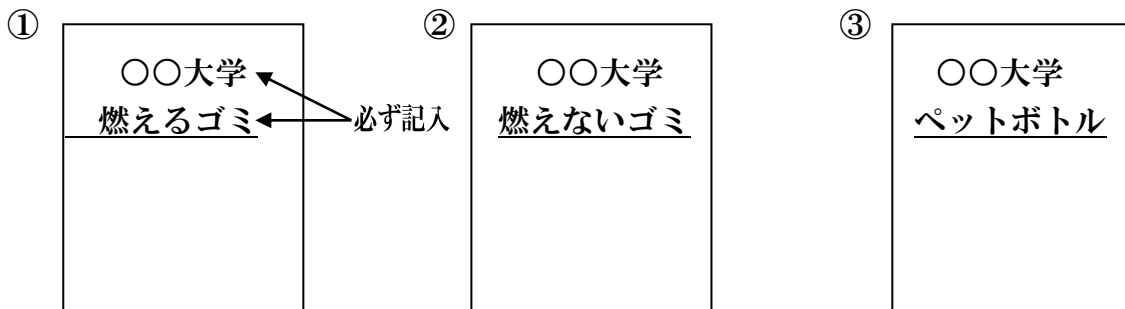 ①
〇〇大学
燃えるゴミ
必ず記入
②
〇〇大学
燃えないゴミ
③
〇〇大学
ペットボトル